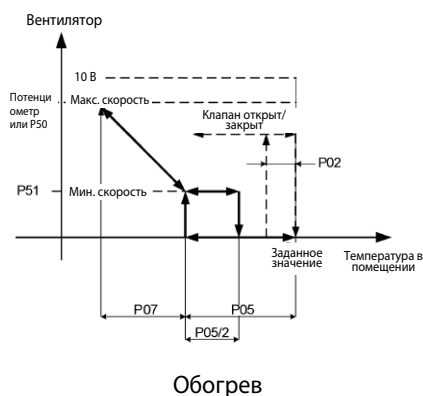 Вентилятор
10 В
Потенци
ометр
или P50
Макс. скорость
Клапан открыт/
закрыт
P02
P51
Мин. скорость
Заданное
значение
Температура в
помещении
P07
P05
P05/2
Обогрев